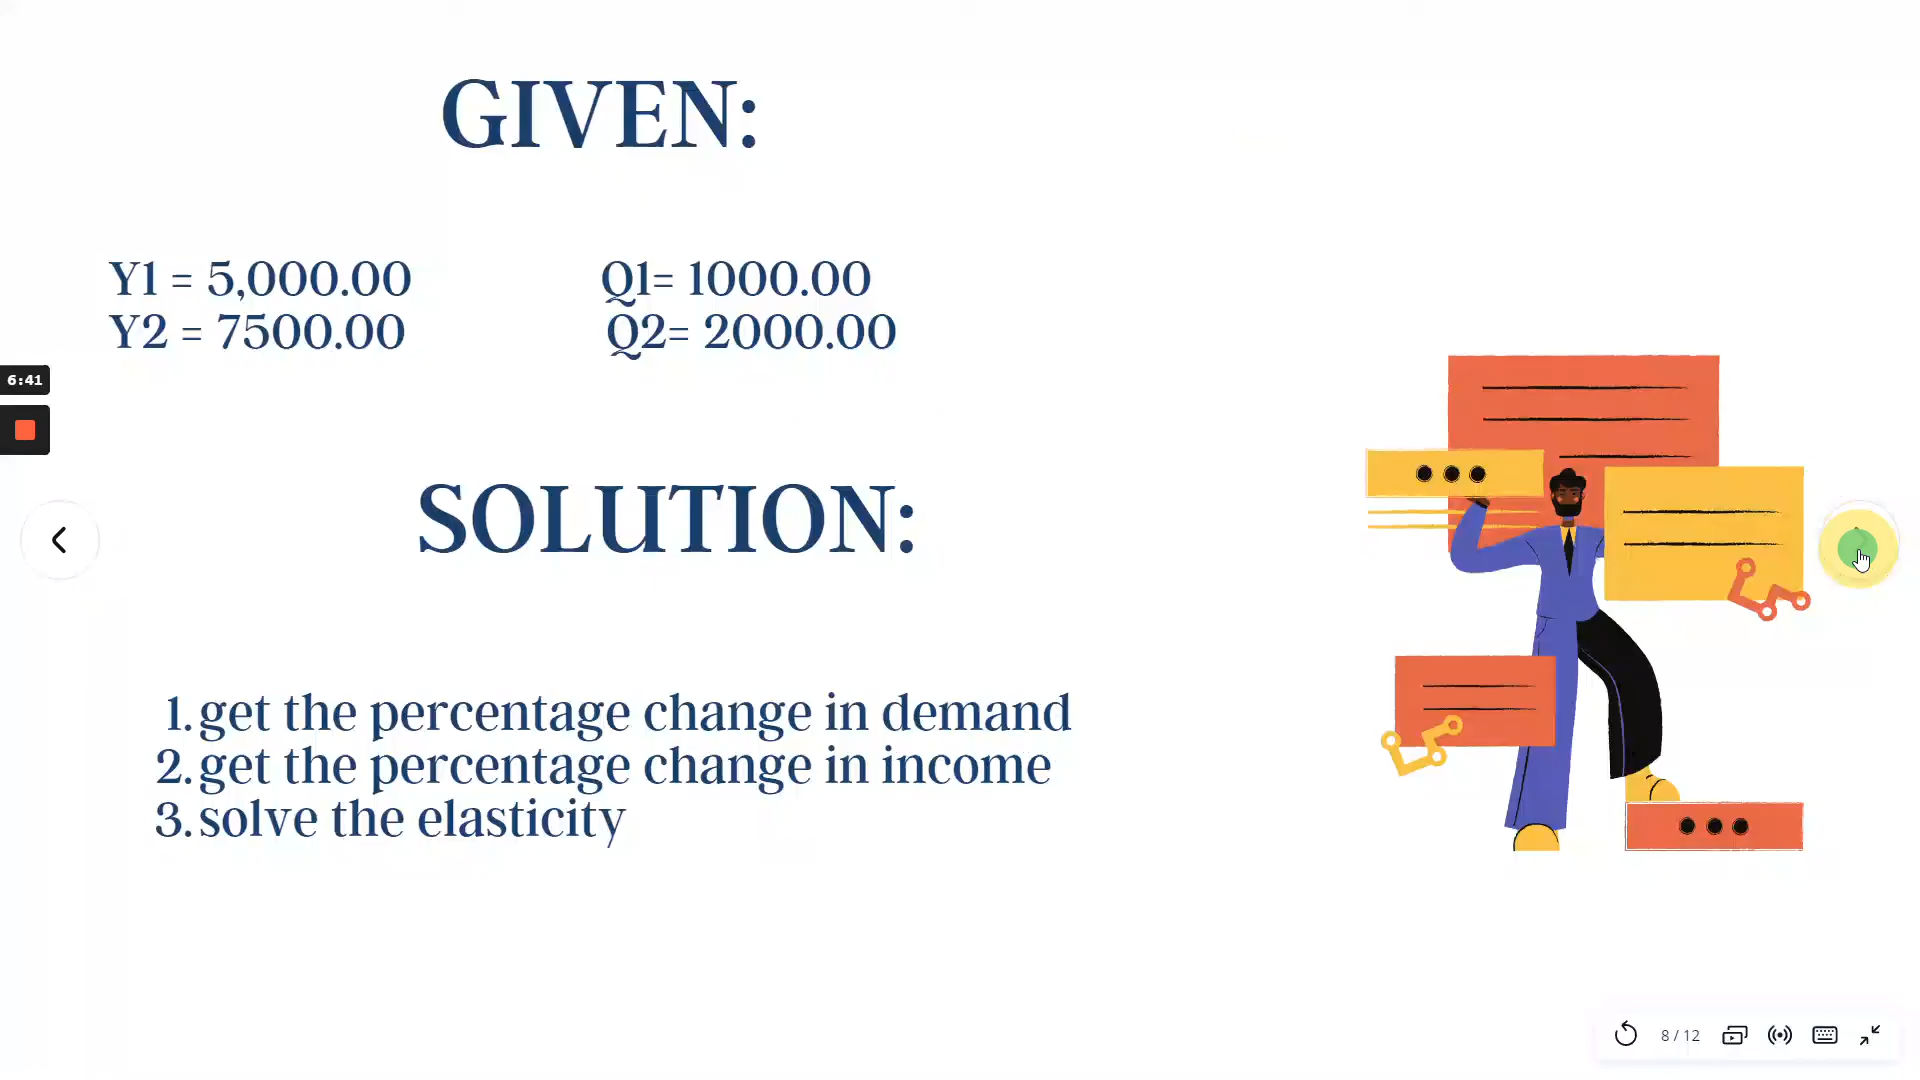 GIVEN:
Y1 = 5,000.00
Q1= 1000.00
Y2 = 7500.00
Q2= 2000.00
6:41
SOLUTION:
1. get the percentage change in demand
2. get the percentage change in income
3. solve the elasticity
8 / 12